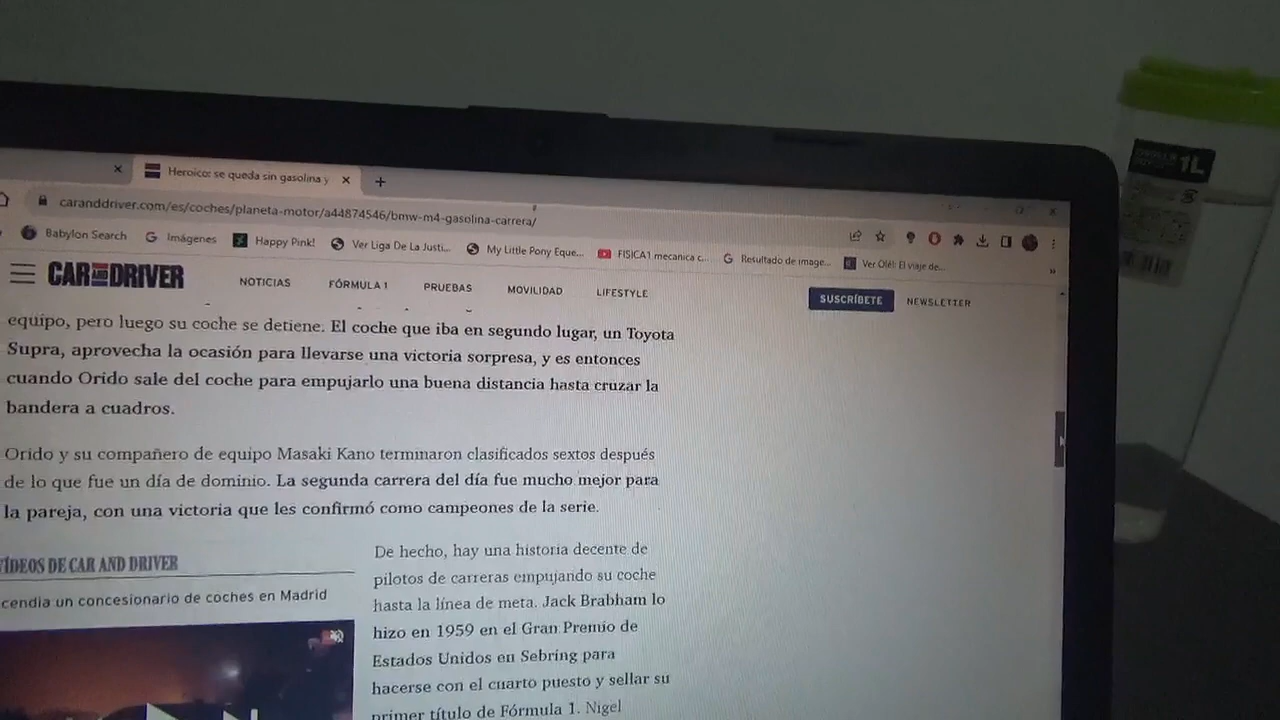 Heroico: se queda sin gasolina y
caranddriver.com/es/coches/planeta-motor/a44874546/bmw-m4-gasolina-carrera/
Babylon Search
Imágenes
Happy Pink!
Ver Liga De La Justi...
My Little Pony Eque...
FISICA1 mecanica c...
Resultado de image...
Ver Olé!: El viaje de...
CAR AND DRIVER
NOTICIAS
FÓRMULA 1
PRUEBAS
MOVILIDAD
LIFESTYLE
SUSCRÍBETE
NEWSLETTER
equipo, pero luego su coche se detiene. El coche que iba en segundo lugar, un Toyota
Supra, aprovecha la ocasión para llevarse una victoria sorpresa, y es entonces
cuando Orido sale del coche para empujarlo una buena distancia hasta cruzar la
bandera a cuadros.
Orido y su compañero de equipo Masaki Kano terminaron clasificados sextos después
de lo que fue un día de dominio. La segunda carrera del día fue mucho mejor para
la pareja, con una victoria que les confirmó como campeones de la serie.
VÍDEOS DE CAR AND DRIVER
cendia un concesionario de coches en Madrid
De hecho, hay una historia decente de
pilotos de carreras empujando su coche
hasta la línea de meta. Jack Brabham lo
hizo en 1959 en el Gran Premio de
Estados Unidos en Sebring para
hacerse con el cuarto puesto y sellar su
primer título de Fórmula 1. Nigel
1L